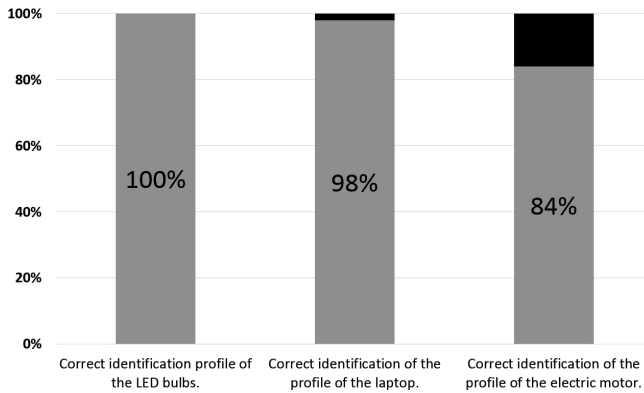 100%
80%
60%
40%
20%
0%
100%
98%
84%
Correct identification profile of
the LED bulbs.
Correct identification of the
profile of the laptop.
Correct identification of the
profile of the electric motor.